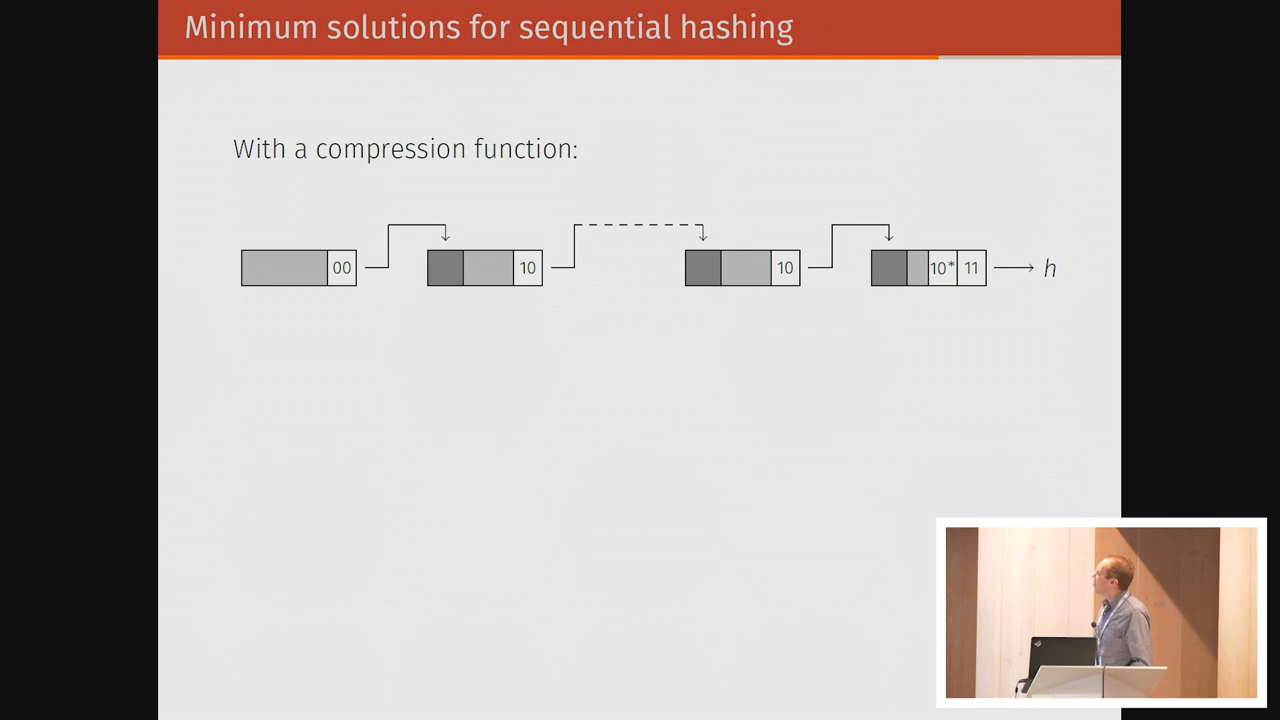 Minimum solutions for sequential hashing
With a compression function:
00 10 10 10* 11 h